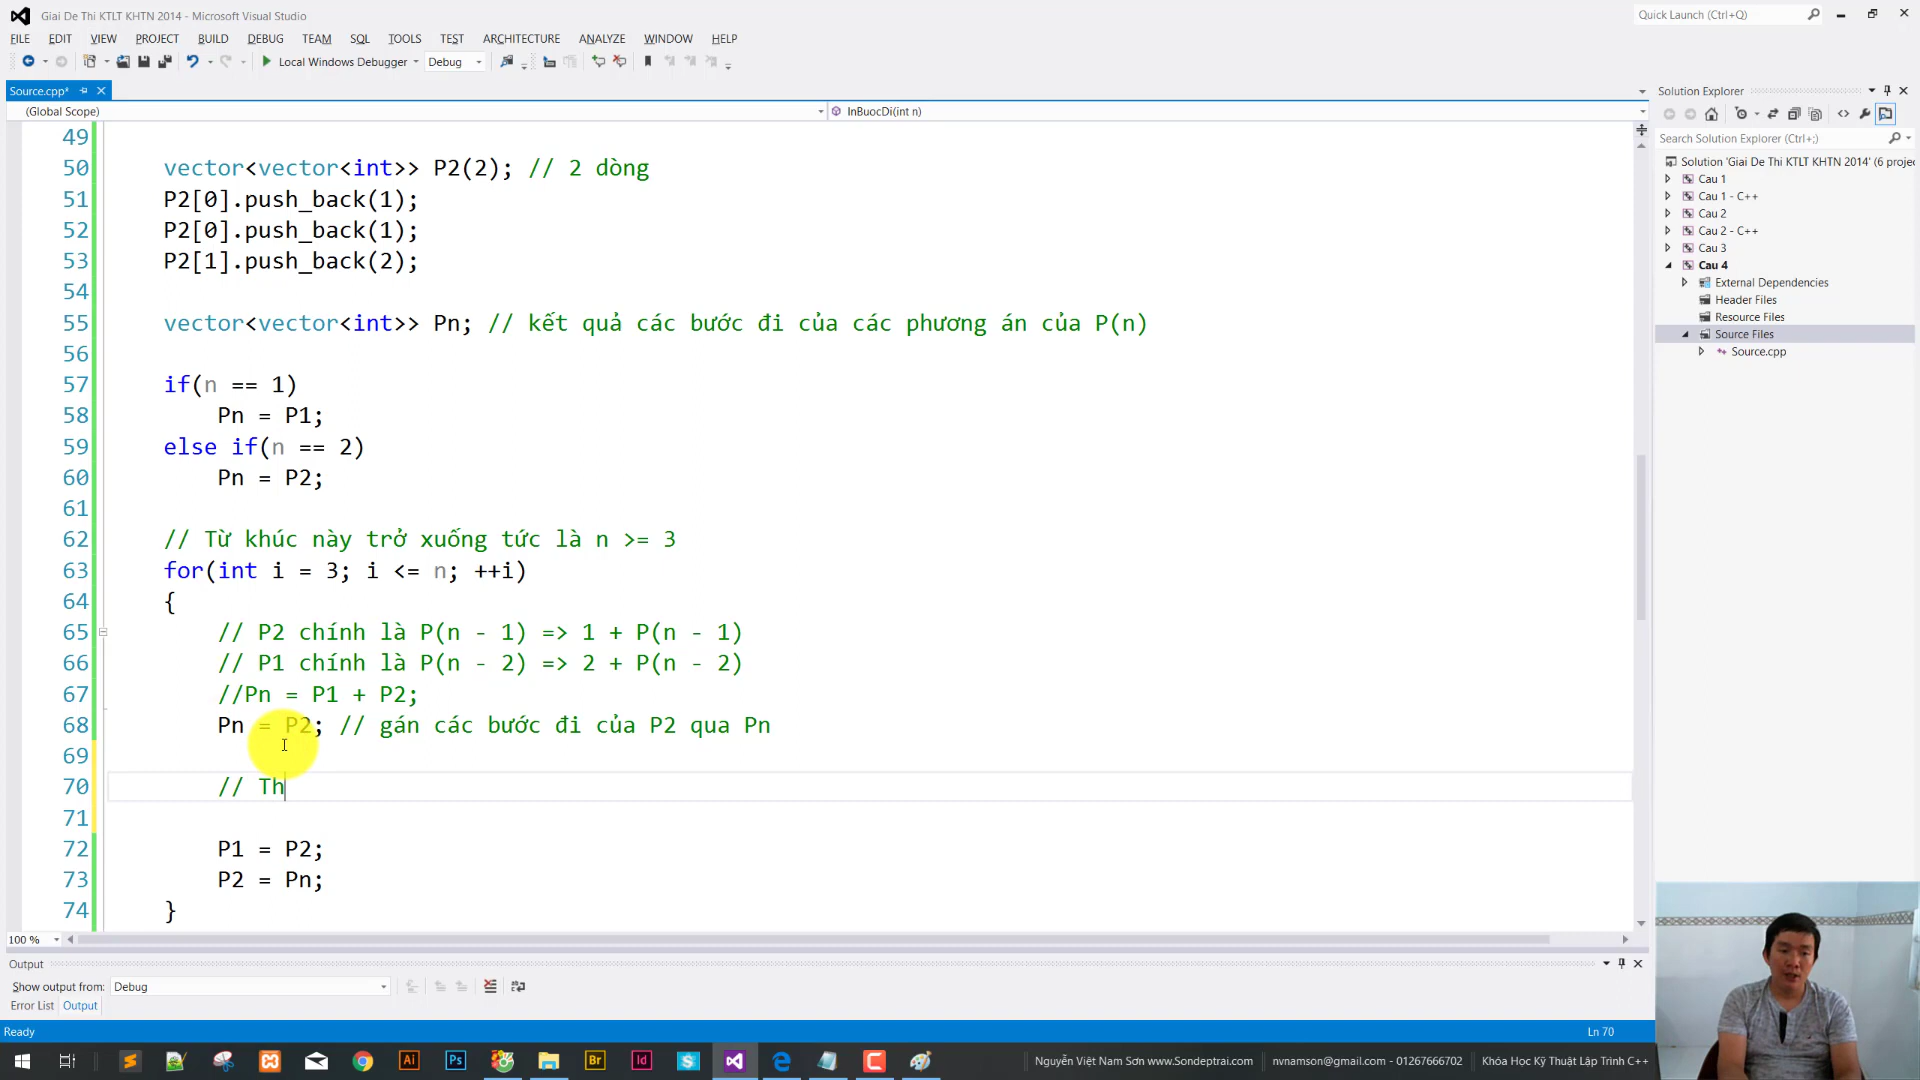 Giai De Thi KTLT KHTN 2014 - Microsoft Visual Studio
Quick Launch (Ctrl+Q)
FILE EDIT VIEW PROJECT BUILD DEBUG TEAM SQL TOOLS TEST ARCHITECTURE ANALYZE WINDOW HELP
Local Windows Debugger Debug
Source.cpp*
(Global Scope) InBuocDi(int n)
49
50 vector<vector<int>> P2(2); // 2 dòng
51 P2[0].push_back(1);
52 P2[0].push_back(1);
53 P2[1].push_back(2);
54
55 vector<vector<int>> Pn; // kết quả các bước đi của các phương án của P(n)
56
57 if(n == 1)
58 Pn = P1;
59 else if(n == 2)
60 Pn = P2;
61
62 // Từ khúc này trở xuống tức là n >= 3
63 for(int i = 3; i <= n; ++i)
64 {
65 // P2 chính là P(n - 1) => 1 + P(n - 1)
66 // P1 chính là P(n - 2) => 2 + P(n - 2)
67 //Pn = P1 + P2;
68 Pn = P2; // gán các bước đi của P2 qua Pn
69
70 // Th
71
72 P1 = P2;
73 P2 = Pn;
74 }
100 %
Output
Show output from: Debug
Error List Output
Ready Ln 70
Solution Explorer
Search Solution Explorer (Ctrl+;)
Solution 'Giai De Thi KTLT KHTN 2014' (6 projec
Cau 1
Cau 1 - C++
Cau 2
Cau 2 - C++
Cau 3
Cau 4
External Dependencies
Header Files
Resource Files
Source Files
Source.cpp
Ai Ps Br Id S
Nguyễn Việt Nam Sơn www.Sondeptrai.com nvnamson@gmail.com - 01267666702 Khóa Học Kỹ Thuật Lập Trình C++